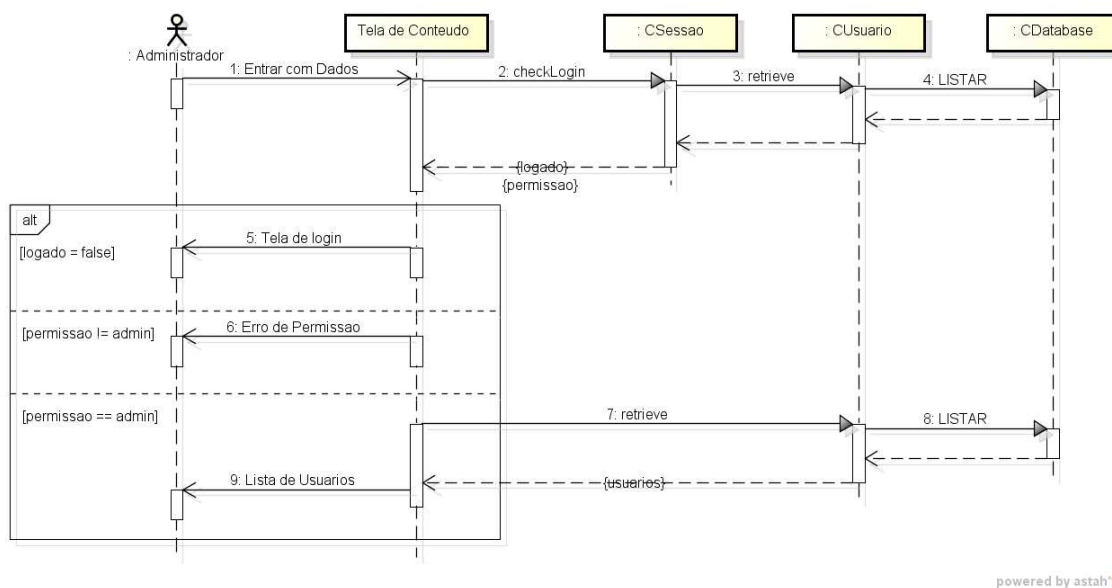 : Administrador
Tela de Conteudo
: CSessao
: CUsuario
: CDatabase
1: Entrar com Dados
2: checkLogin
3: retrieve
4: LISTAR
{logado}
{permissao}
alt
[logado = false]
5: Tela de login
[permissao != admin]
6: Erro de Permissao
[permissao == admin]
7: retrieve
8: LISTAR
9: Lista de Usuarios
{usuarios}
powered by astah*